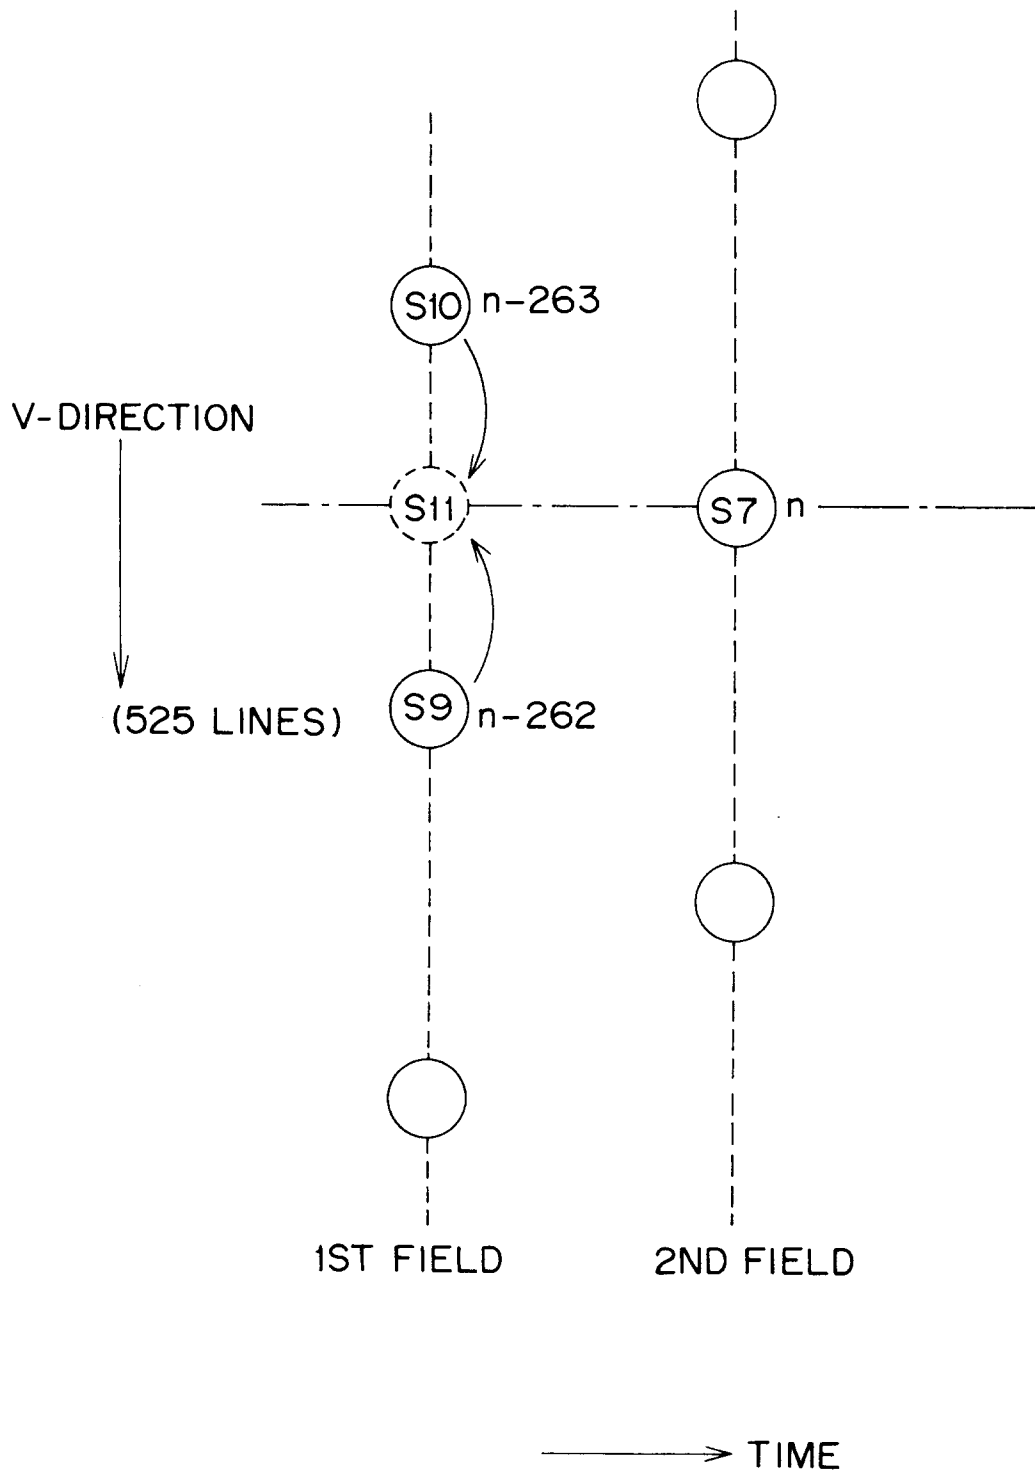 S10 n-263
V-DIRECTION
S11
S7 n
S9 n-262
(525 LINES)
1ST FIELD
2ND FIELD
TIME